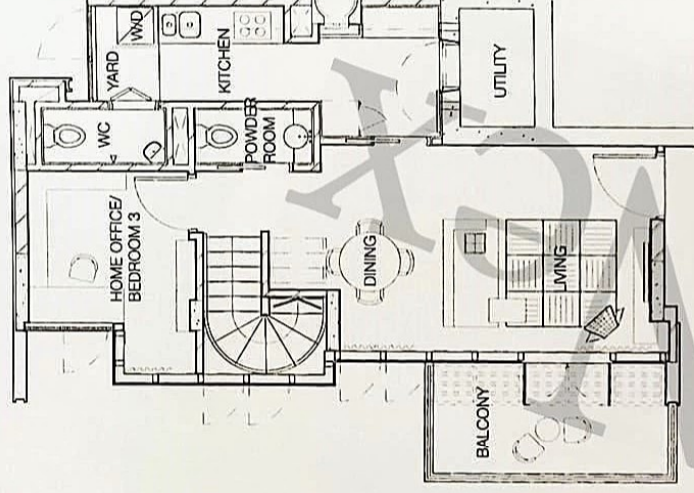 W/D
YARD
KITCHEN
UTILITY
WC
POWDER
ROOM
HOME OFFICE/
BEDROOM 3
DINING
LIVING
BALCONY